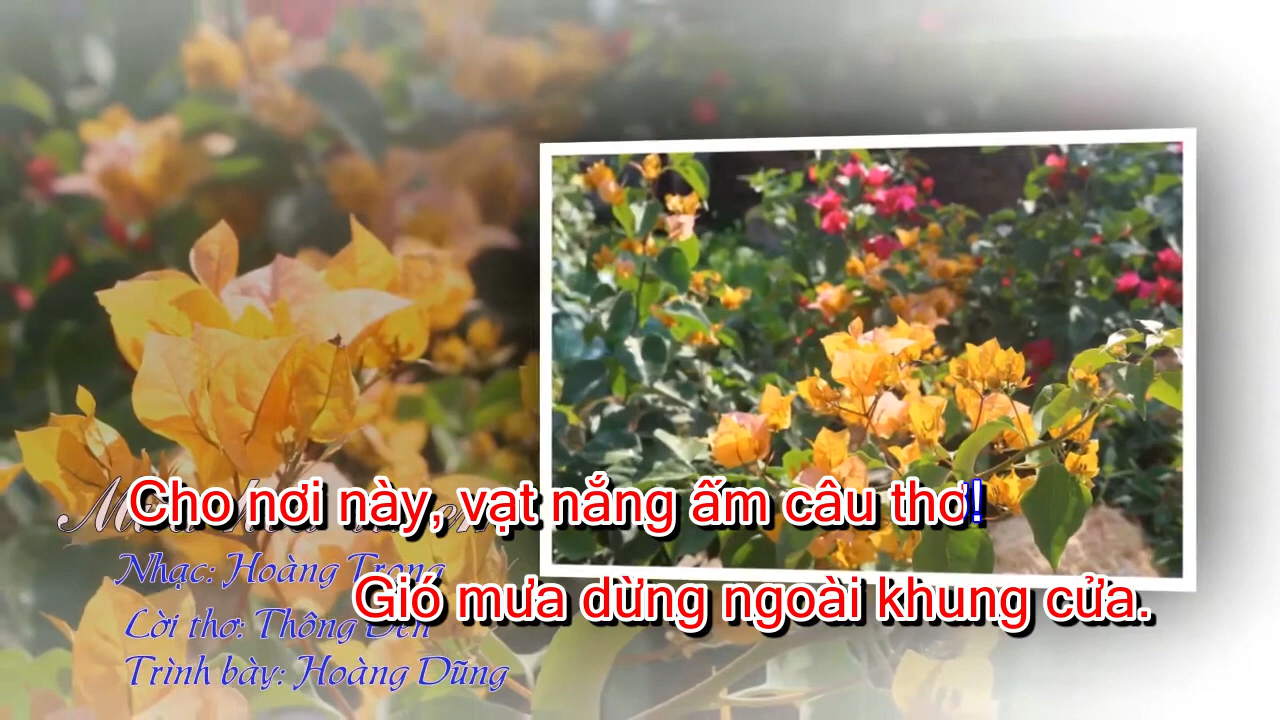 Cho nơi này, vạt nắng ấm câu thơ!
Nhạc: Hoàng Trọng
Gió mưa dừng ngoài khung cửa.
Lời thơ: Thông
Trình bày: Hoàng Dũng